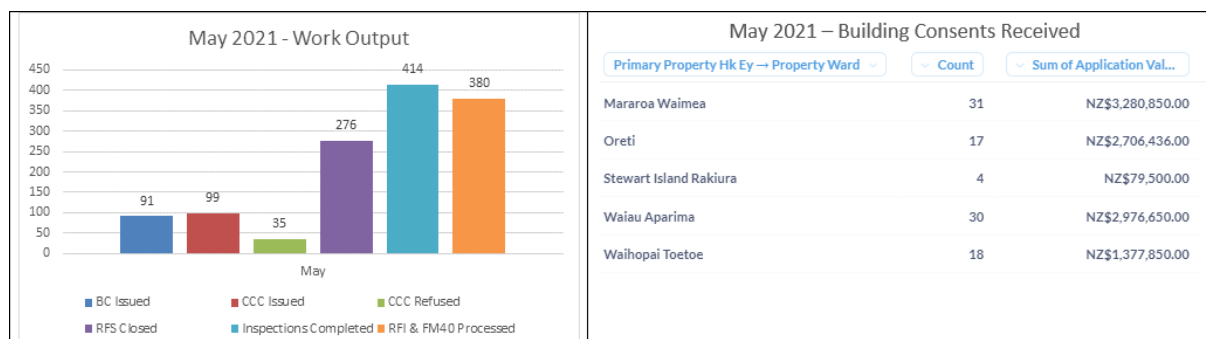 May 2021 - Work Output
450
400
350
300
250
200
150
100
50
0
91
99
35
276
414
380
May
BC Issued
CCC Issued
CCC Refused
RFS Closed
Inspections Completed
RFI & FM40 Processed
May 2021 – Building Consents Received
Primary Property Hk Ey → Property Ward Count Sum of Application Val...
Mararoa Waimea 31 NZ$3,280,850.00
Oreti 17 NZ$2,706,436.00
Stewart Island Rakiura 4 NZ$79,500.00
Waiau Aparima 30 NZ$2,976,650.00
Waihopai Toetoe 18 NZ$1,377,850.00